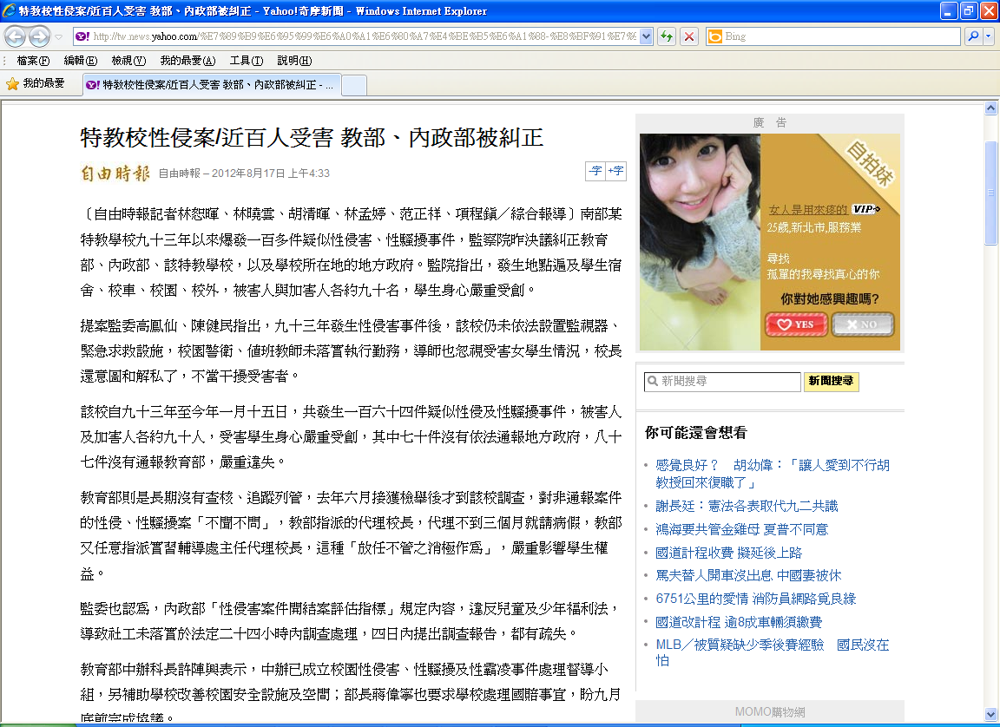 特教校性侵案/近百人受害 教部、內政部被糾正 - Yahoo!奇摩新聞 - Windows Internet Explorer
http://tw.news.yahoo.com/%E7%89%B9%E6%95%99%E6%A0%A1%E6%80%A7%E4%BE%B5%E6%A1%88-%E8%BF%91%E7%
Bing
檔案(F) 編輯(E) 檢視(V) 我的最愛(A) 工具(T) 說明(H)
我的最愛
特教校性侵案/近百人受害 教部、內政部被糾正 - ...
特教校性侵案/近百人受害 教部、內政部被糾正
自由時報 自由時報 – 2012年8月17日 上午4:33
-字 +字
〔自由時報記者林恕暉、林曉雲、胡清暉、林孟婷、范正祥、項程鎮／綜合報導〕南部某
特教學校九十三年以來爆發一百多件疑似性侵害、性騷擾事件，監察院昨決議糾正教育
部、內政部、該特教學校，以及學校所在地的地方政府。監院指出，發生地點遍及學生宿
舍、校車、校園、校外，被害人與加害人各約九十名，學生身心嚴重受創。
提案監委高鳳仙、陳健民指出，九十三年發生性侵害事件後，該校仍未依法設置監視器、
緊急求救設施，校園警衛、值班教師未落實執行勤務，導師也忽視受害女學生情況，校長
還意圖和解私了，不當干擾受害者。
該校自九十三年至今年一月十五日，共發生一百六十四件疑似性侵及性騷擾事件，被害人
及加害人各約九十人，受害學生身心嚴重受創，其中七十件沒有依法通報地方政府，八十
七件沒有通報教育部，嚴重違失。
教育部則是長期沒有查核、追蹤列管，去年六月接獲檢舉後才到該校調查，對非通報案件
的性侵、性騷擾案「不聞不問」，教部指派的代理校長，代理不到三個月就請病假，教部
又任意指派實習輔導處主任代理校長，這種「放任不管之消極作為」，嚴重影響學生權
益。
監委也認為，內政部「性侵害案件開結案評估指標」規定內容，違反兒童及少年福利法，
導致社工未落實於法定二十四小時內調查處理，四日內提出調查報告，都有疏失。
教育部中辦科長許陣興表示，中辦已成立校園性侵害、性騷擾及性霸凌事件處理督導小
組，另補助學校改善校園安全設施及空間；部長蔣偉寧也要求學校處理國賠事宜，盼九月
底前完成協議。
廣 告
自拍妹
女人是用來疼的 VIP
25歲,新北市,服務業
尋找
孤單的我尋找真心的你
你對她感興趣嗎?
YES
NO
新聞搜尋 新聞搜尋
你可能還會想看
感覺良好？ 胡幼偉：「讓人愛到不行胡
教授回來復職了」
謝長廷：憲法各表取代九二共識
鴻海要共管金雞母 夏普不同意
國道計程收費 擬延後上路
罵夫替人開車沒出息 中國妻被休
6751公里的愛情 消防員網路覓良緣
國道改計程 逾8成車輛須繳費
MLB／被質疑缺少季後賽經驗 國民沒在
怕
MOMO購物網